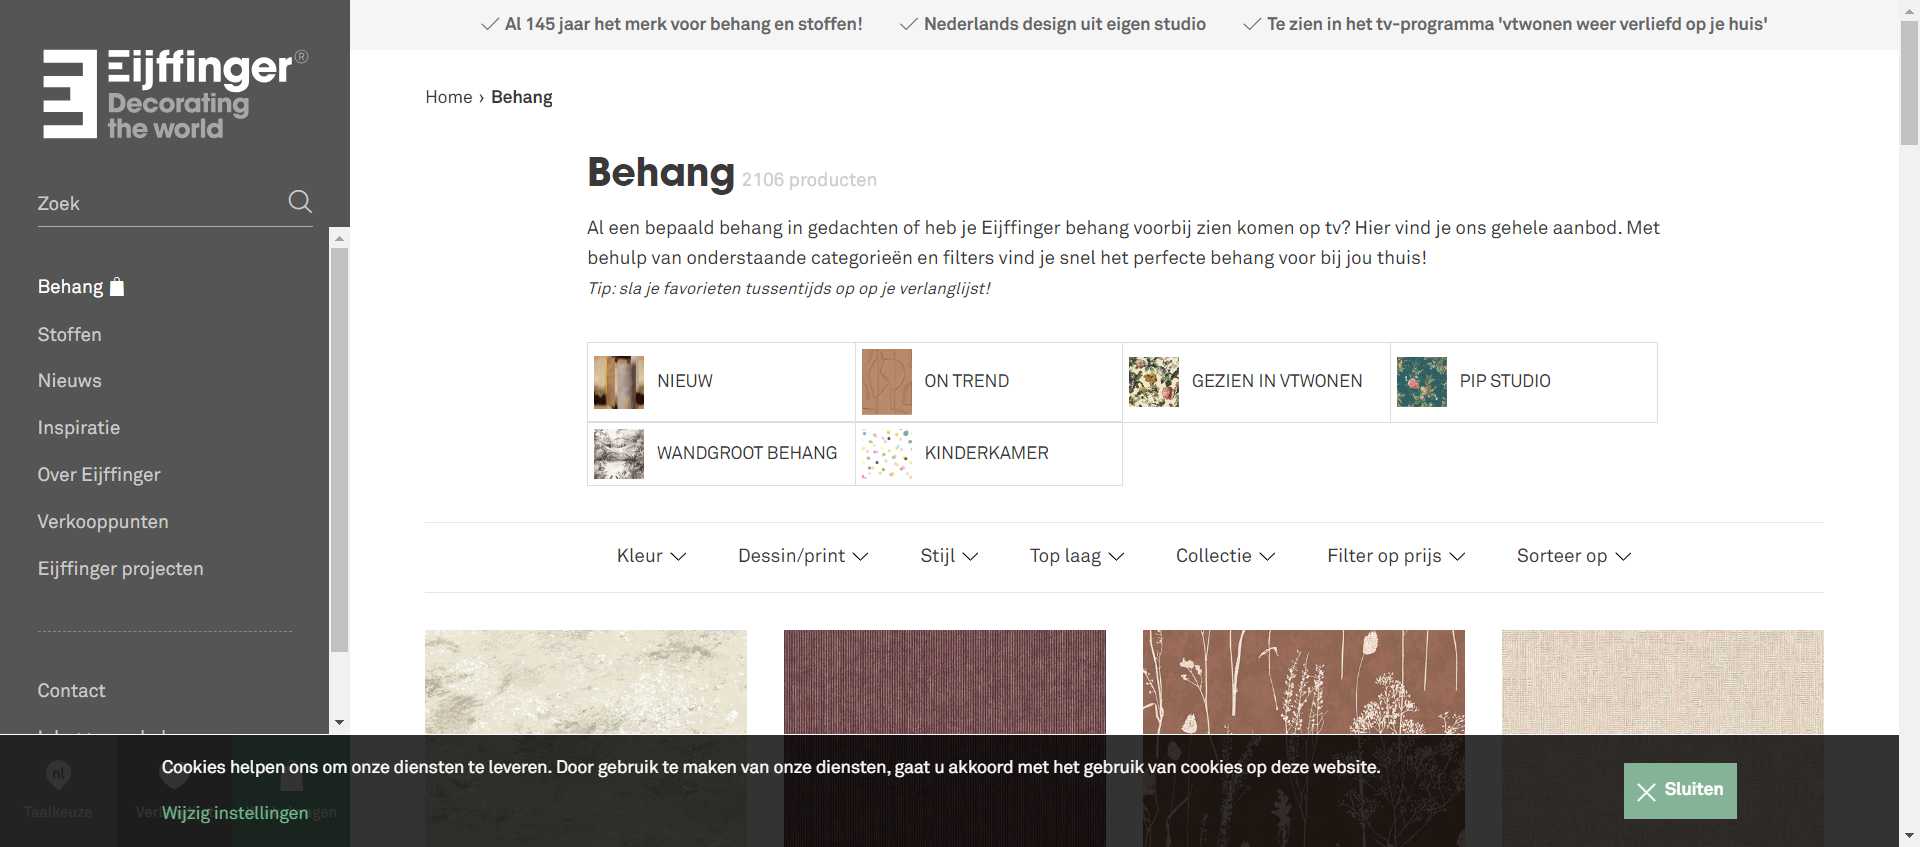 Al 145 jaar het merk voor behang en stoffen!
Nederlands design uit eigen studio
Te zien in het tv-programma 'vtwonen weer verliefd op je huis'
Eijffinger®
Decorating
the world
Zoek
Behang
Stoffen
Nieuws
Inspiratie
Over Eijffinger
Verkooppunten
Eijffinger projecten
Contact
Home › Behang
Behang 2106 producten
Al een bepaald behang in gedachten of heb je Eijffinger behang voorbij zien komen op tv? Hier vind je ons gehele aanbod. Met
behulp van onderstaande categorieën en filters vind je snel het perfecte behang voor bij jou thuis!
Tip: sla je favorieten tussentijds op op je verlanglijst!
NIEUW
ON TREND
GEZIEN IN VTWONEN
PIP STUDIO
WANDGROOT BEHANG
KINDERKAMER
Kleur
Dessin/print
Stijl
Top laag
Collectie
Filter op prijs
Sorteer op
Cookies helpen ons om onze diensten te leveren. Door gebruik te maken van onze diensten, gaat u akkoord met het gebruik van cookies op deze website.
Wijzig instellingen
Sluiten
nl
Taalkeuze